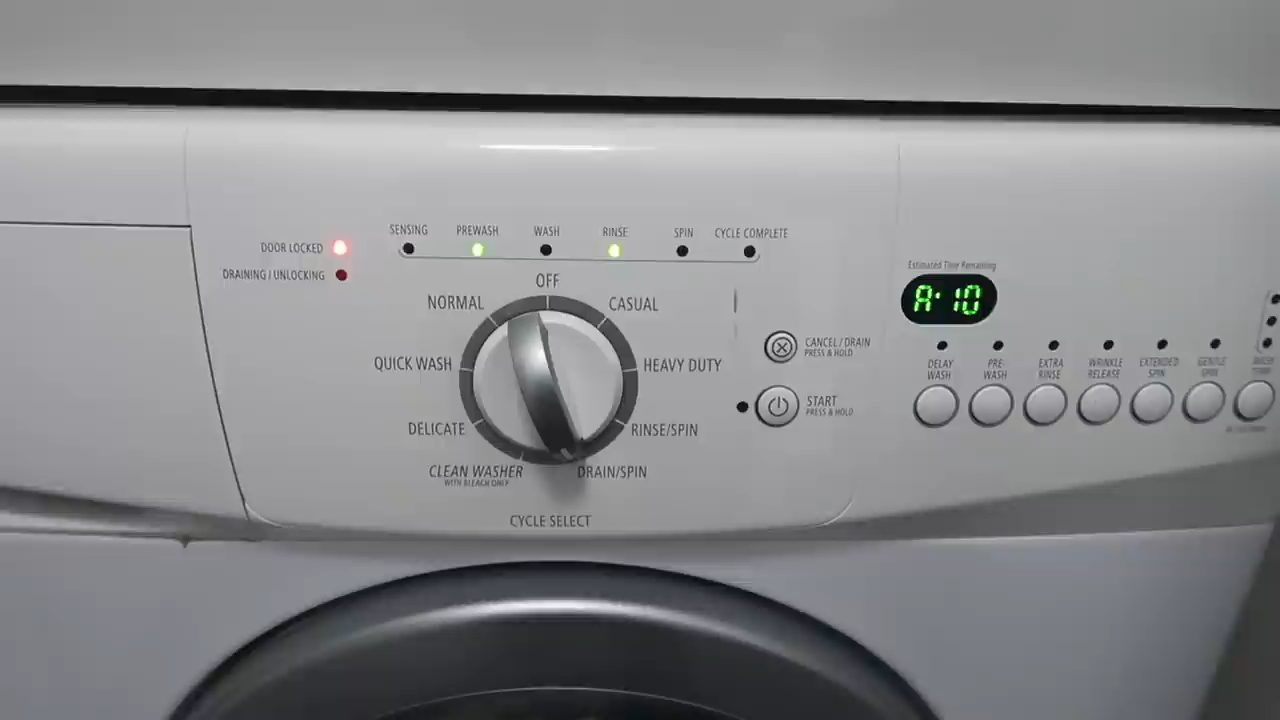 SENSING
PREWASH
WASH
RINSE
SPIN
CYCLE COMPLETE
DOOR LOCKED
DRAINING / UNLOCKING
OFF
NORMAL
CASUAL
QUICK WASH
HEAVY DUTY
DELICATE
RINSE/SPIN
CLEAN WASHER
WITH BLEACH ONLY
DRAIN/SPIN
CYCLE SELECT
CANCEL / DRAIN
PRESS & HOLD
START
PRESS & HOLD
Estimated Time Remaining
A:10
DELAY
WASH
PRE-
WASH
EXTRA
RINSE
WRINKLE
RELEASE
EXTENDED
SPIN
GENTLE
SPIN